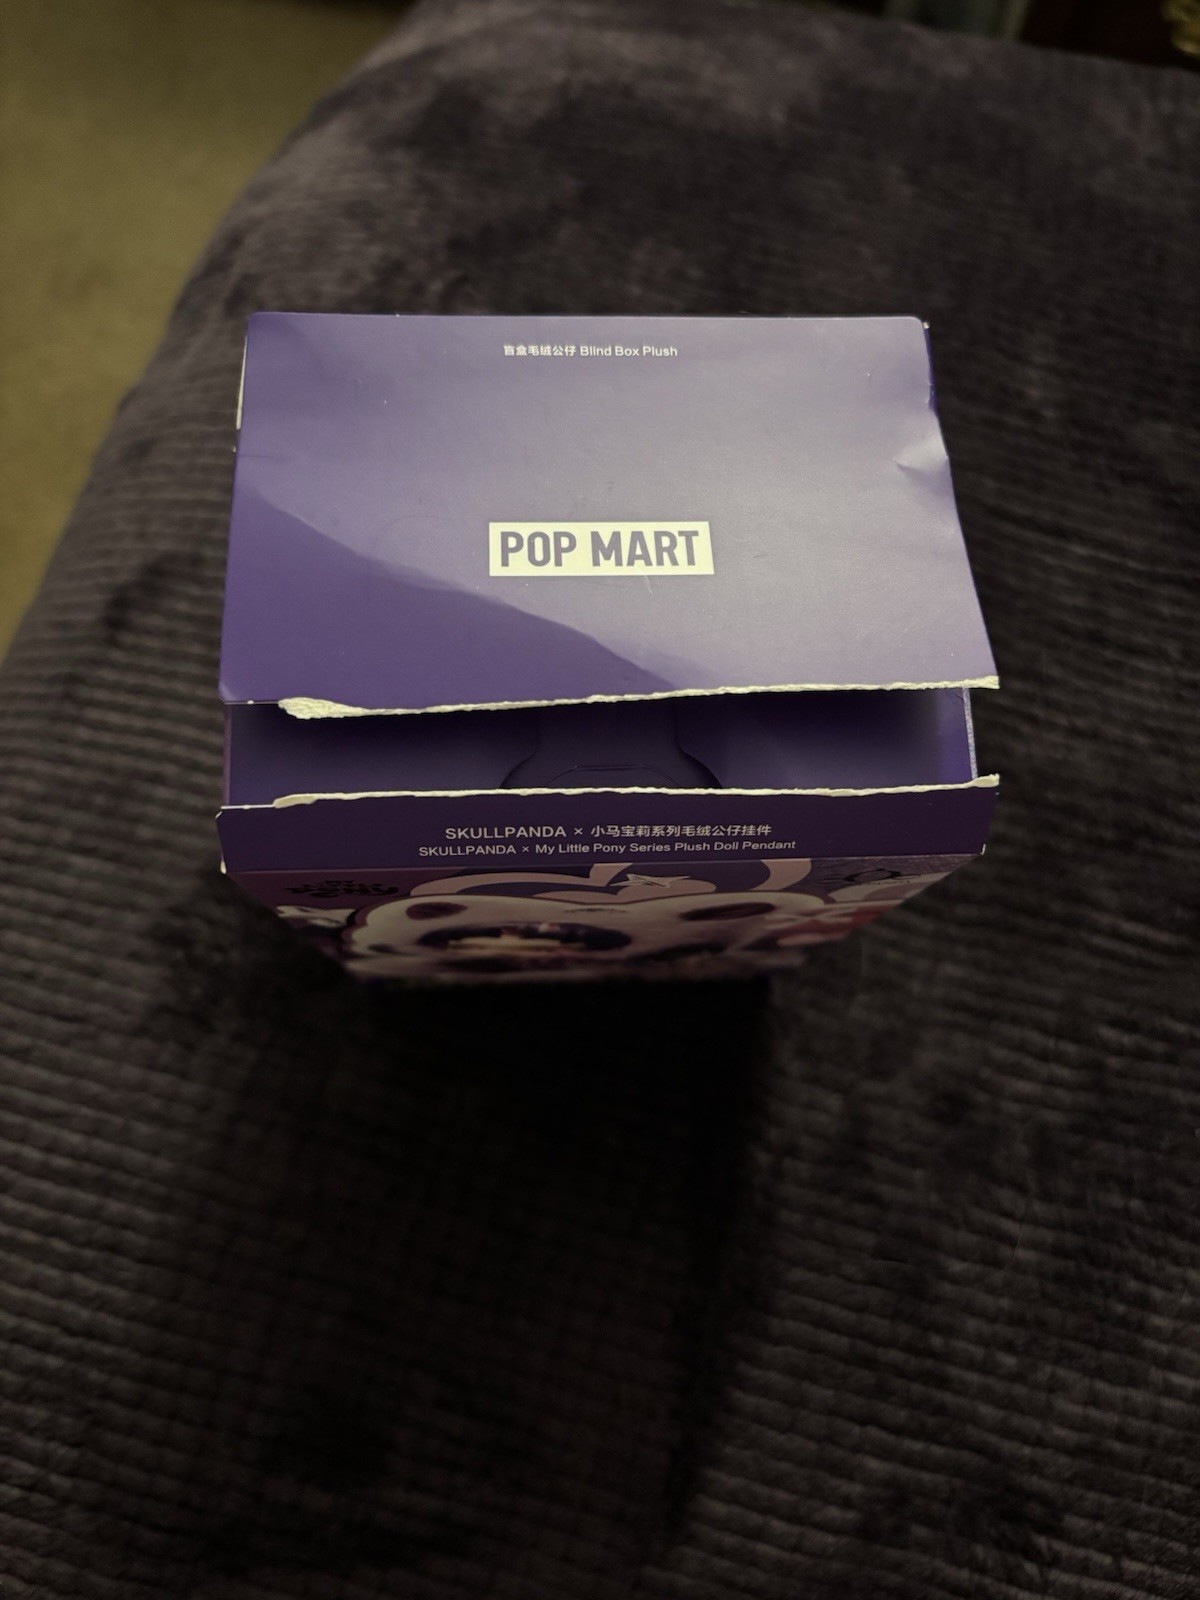 盲盒毛绒公仔 Blind Box Plush
POP MART
SKULLPANDA × 小马宝莉系列毛绒公仔挂件
SKULLPANDA × My Little Pony Series Plush Doll Pendant